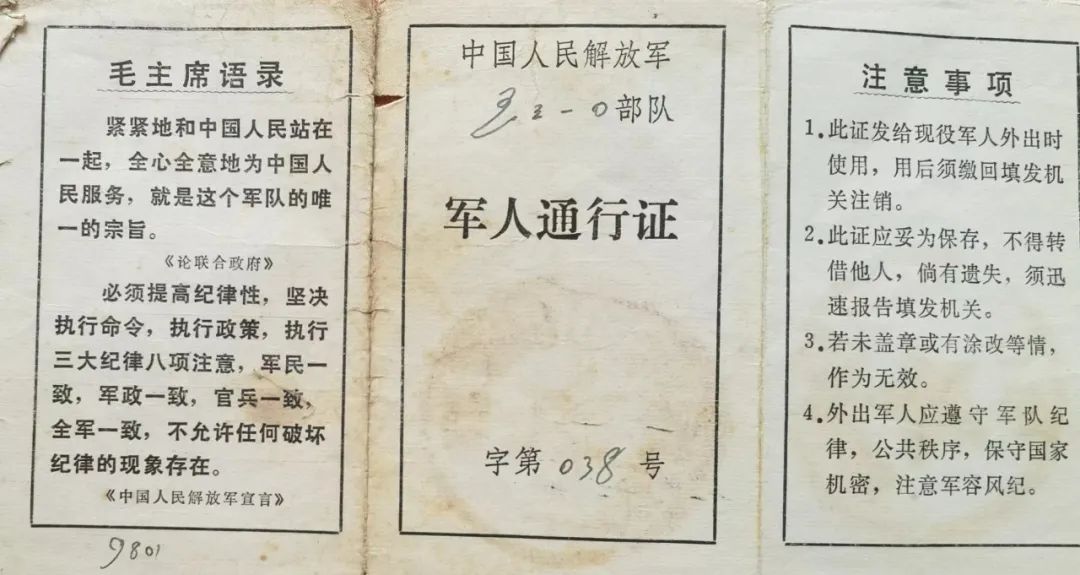 毛主席语录
紧紧地和中国人民站在
一起，全心全意地为中国人
民服务，就是这个军队的唯
一的宗旨。
《论联合政府》
必须提高纪律性，坚决
执行命令，执行政策，执行
三大纪律八项注意，军民一
致，军政一致，官兵一致，
全军一致，不允许任何破坏
纪律的现象存在。
《中国人民解放军宣言》
9801
中国人民解放军
部队
军人通行证
字第 038 号
注意事项
1.此证发给现役军人外出时
使用，用后须缴回填发机
关注销。
2.此证应妥为保存，不得转
借他人，倘有遗失，须迅
速报告填发机关。
3.若未盖章或有涂改等情，
作为无效。
4.外出军人应遵守军队纪
律，公共秩序，保守国家
机密，注意军容风纪。